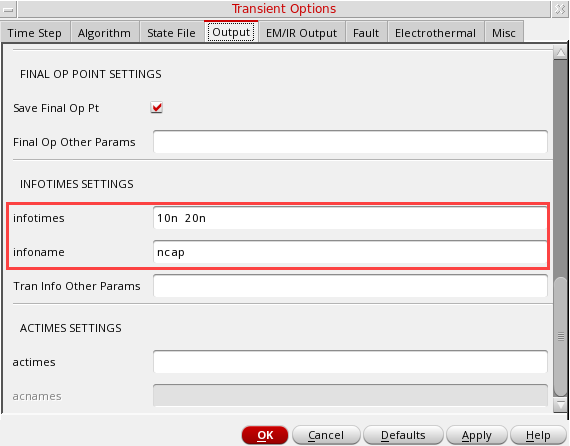 Transient Options
Time Step Algorithm State File Output EM/IR Output Fault Electrothermal Misc
FINAL OP POINT SETTINGS
Save Final Op Pt
Final Op Other Params
INFOTIMES SETTINGS
infotimes 10n 20n
infoname ncap
Tran Info Other Params
ACTIMES SETTINGS
actimes
acnames
OK Cancel Defaults Apply Help